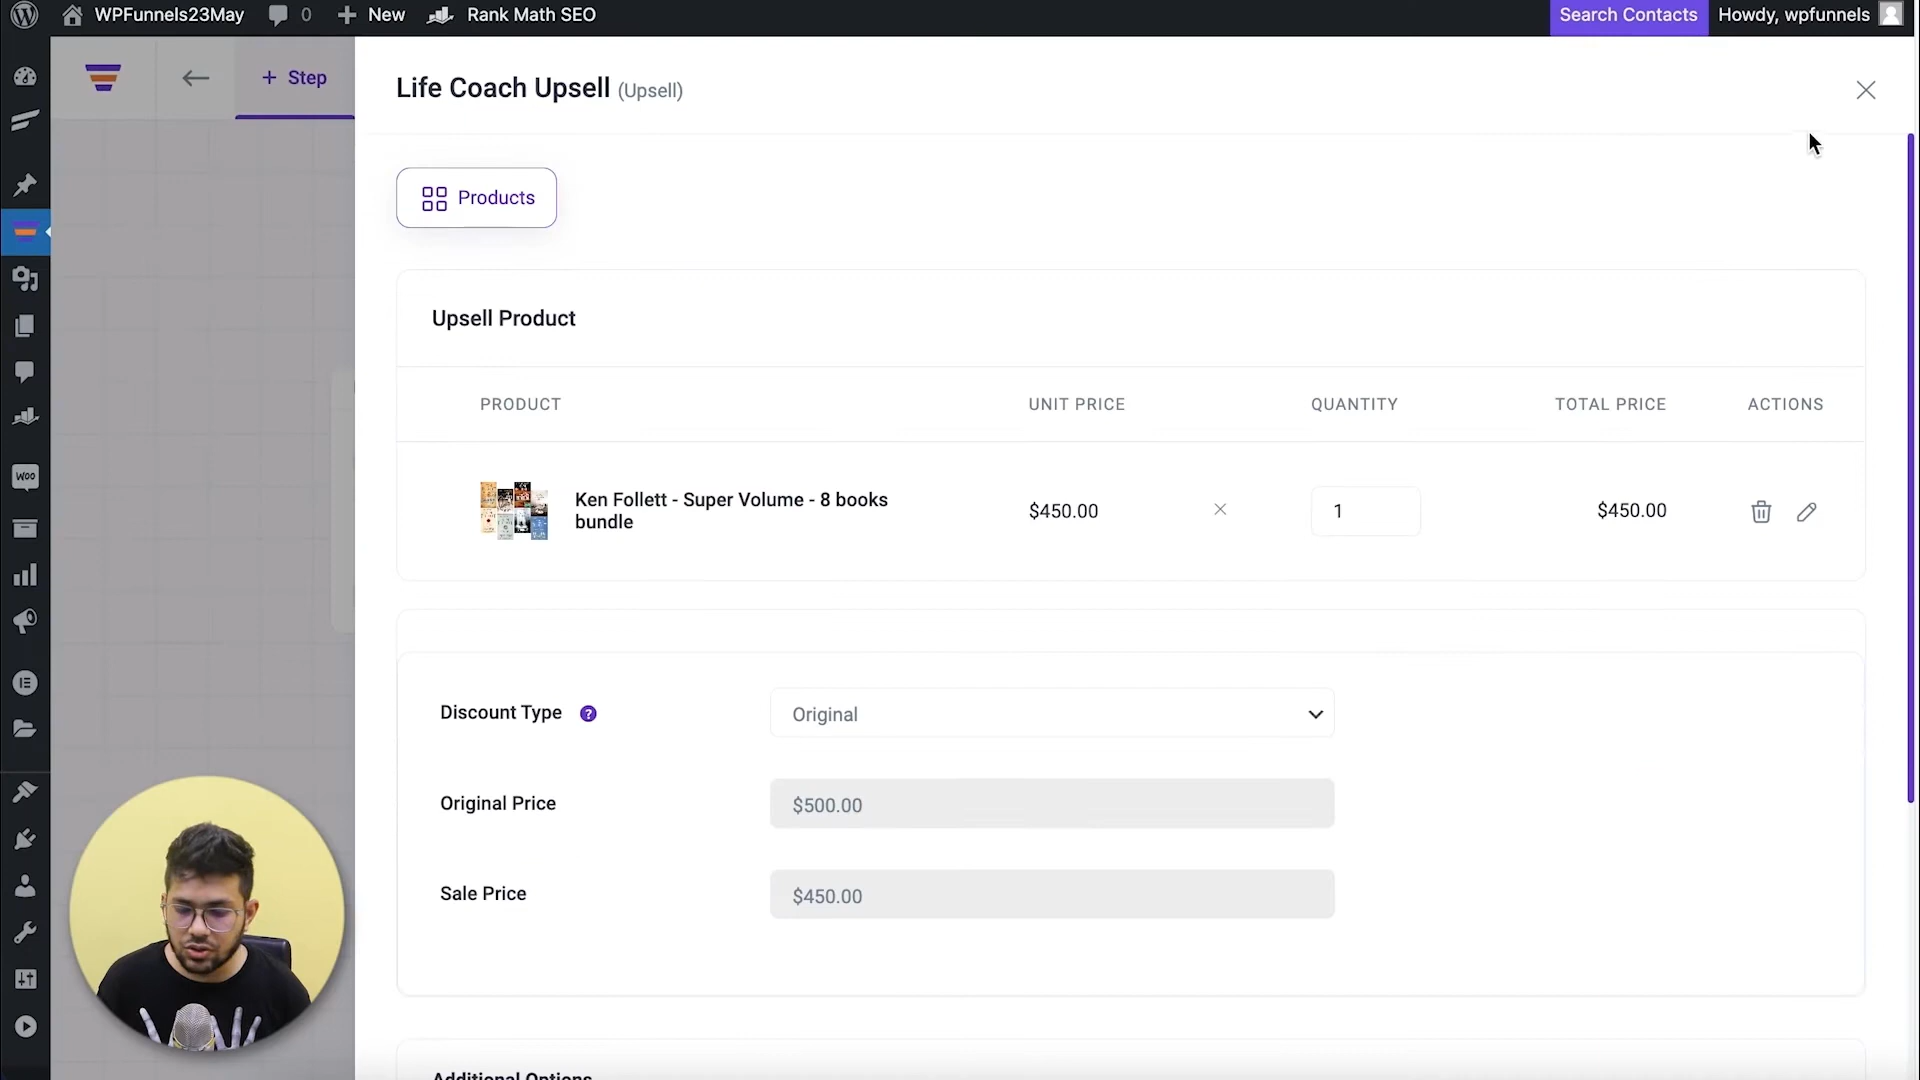 WPFunnels23May
0
New
Rank Math SEO
Search Contacts
Howdy, wpfunnels
+ Step
Life Coach Upsell (Upsell)
Products
Upsell Product
PRODUCT
UNIT PRICE
QUANTITY
TOTAL PRICE
ACTIONS
Ken Follett - Super Volume - 8 books
bundle
$450.00
1
$450.00
WOO
Discount Type ?
Original
Original Price
$500.00
Sale Price
$450.00
Additional Options